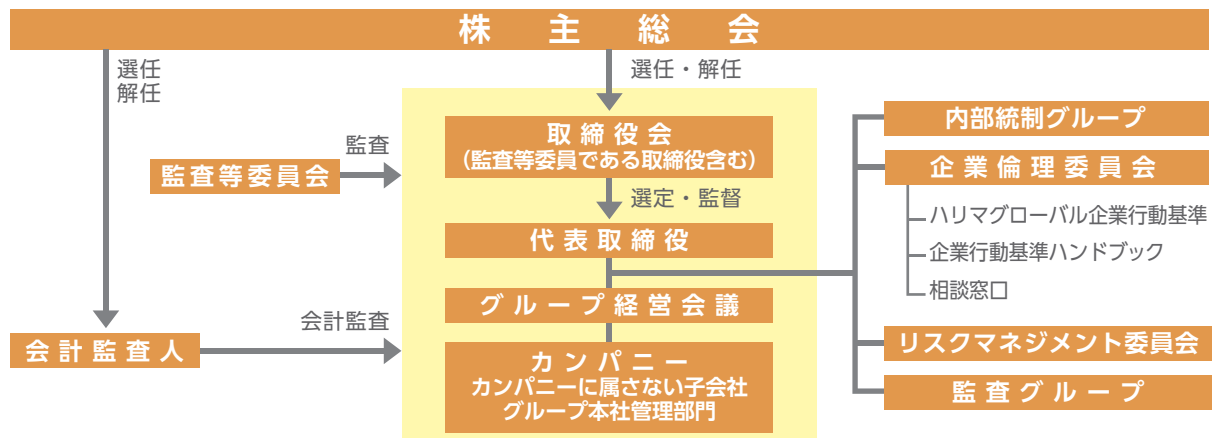 株主総会
選任
解任
選任・解任
取締役会
(監査等委員である取締役含む)
監査
監査等委員会
選定・監督
代表取締役
グループ経営会議
会計監査
会計監査人
カンパニー
カンパニーに属さない子会社
グループ本社管理部門
内部統制グループ
企業倫理委員会
ハリマグローバル企業行動基準
企業行動基準ハンドブック
相談窓口
リスクマネジメント委員会
監査グループ